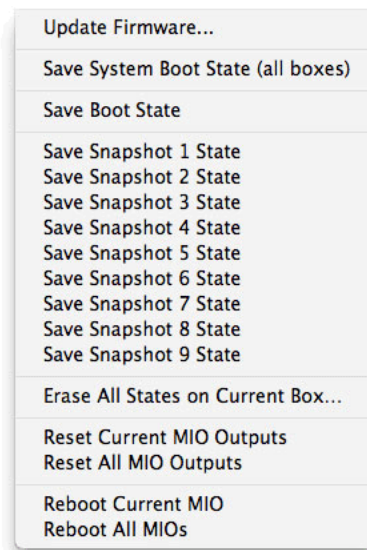 Update Firmware...
Save System Boot State (all boxes)
Save Boot State
Save Snapshot 1 State
Save Snapshot 2 State
Save Snapshot 3 State
Save Snapshot 4 State
Save Snapshot 5 State
Save Snapshot 6 State
Save Snapshot 7 State
Save Snapshot 8 State
Save Snapshot 9 State
Erase All States on Current Box...
Reset Current MIO Outputs
Reset All MIO Outputs
Reboot Current MIO
Reboot All MIOs